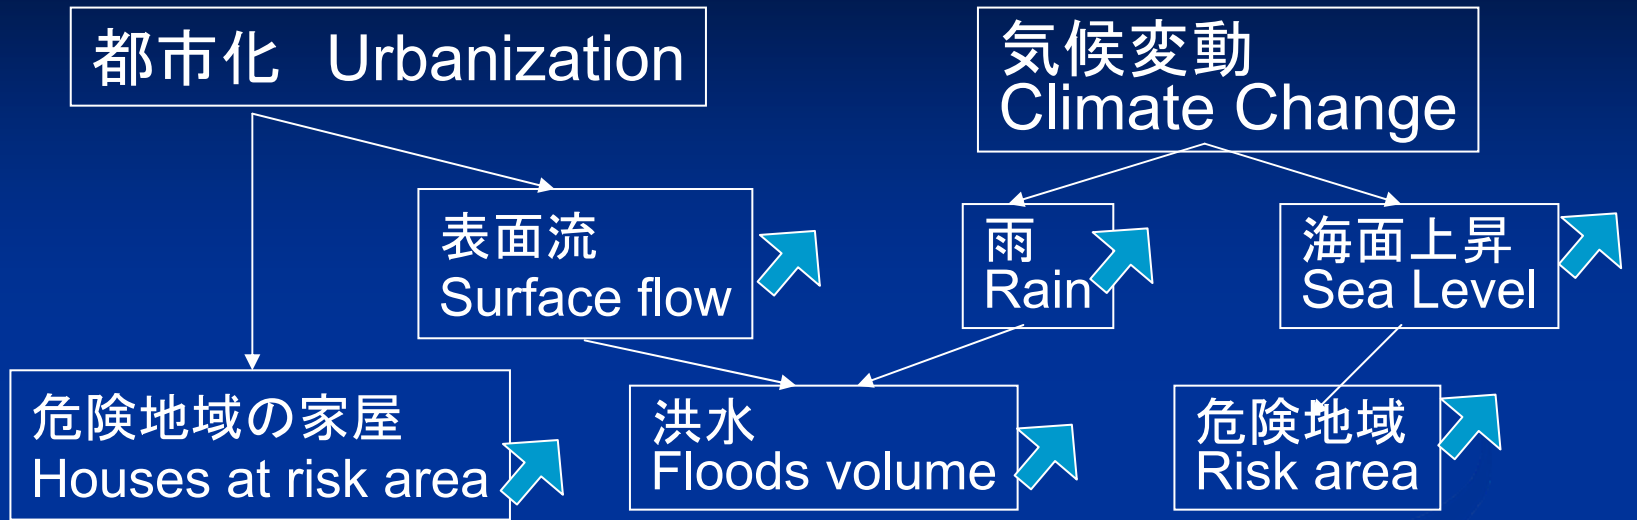 都市化　Urbanization
気候変動
Climate Change
表面流
Surface flow
雨
Rain
海面上昇
Sea Level
危険地域の家屋
Houses at risk area
洪水
Floods volume
危険地域
Risk area